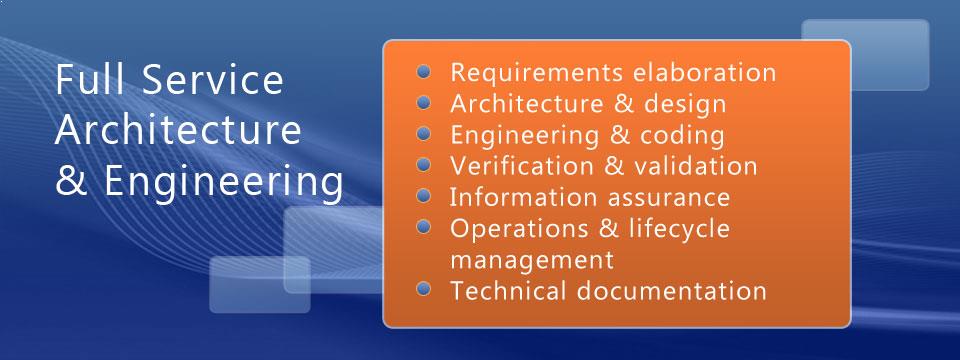 Full Service
Architecture
& Engineering
Requirements elaboration
Architecture & design
Engineering & coding
Verification & validation
Information assurance
Operations & lifecycle
management
Technical documentation